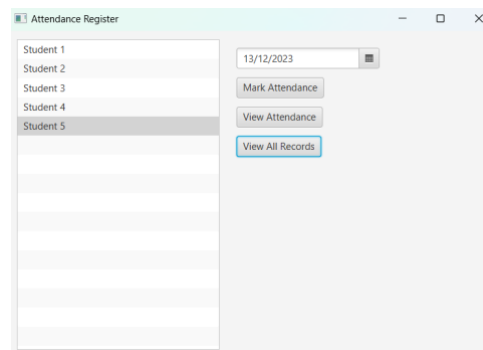 Attendance Register
Student 1
Student 2
Student 3
Student 4
Student 5
13/12/2023
Mark Attendance
View Attendance
View All Records